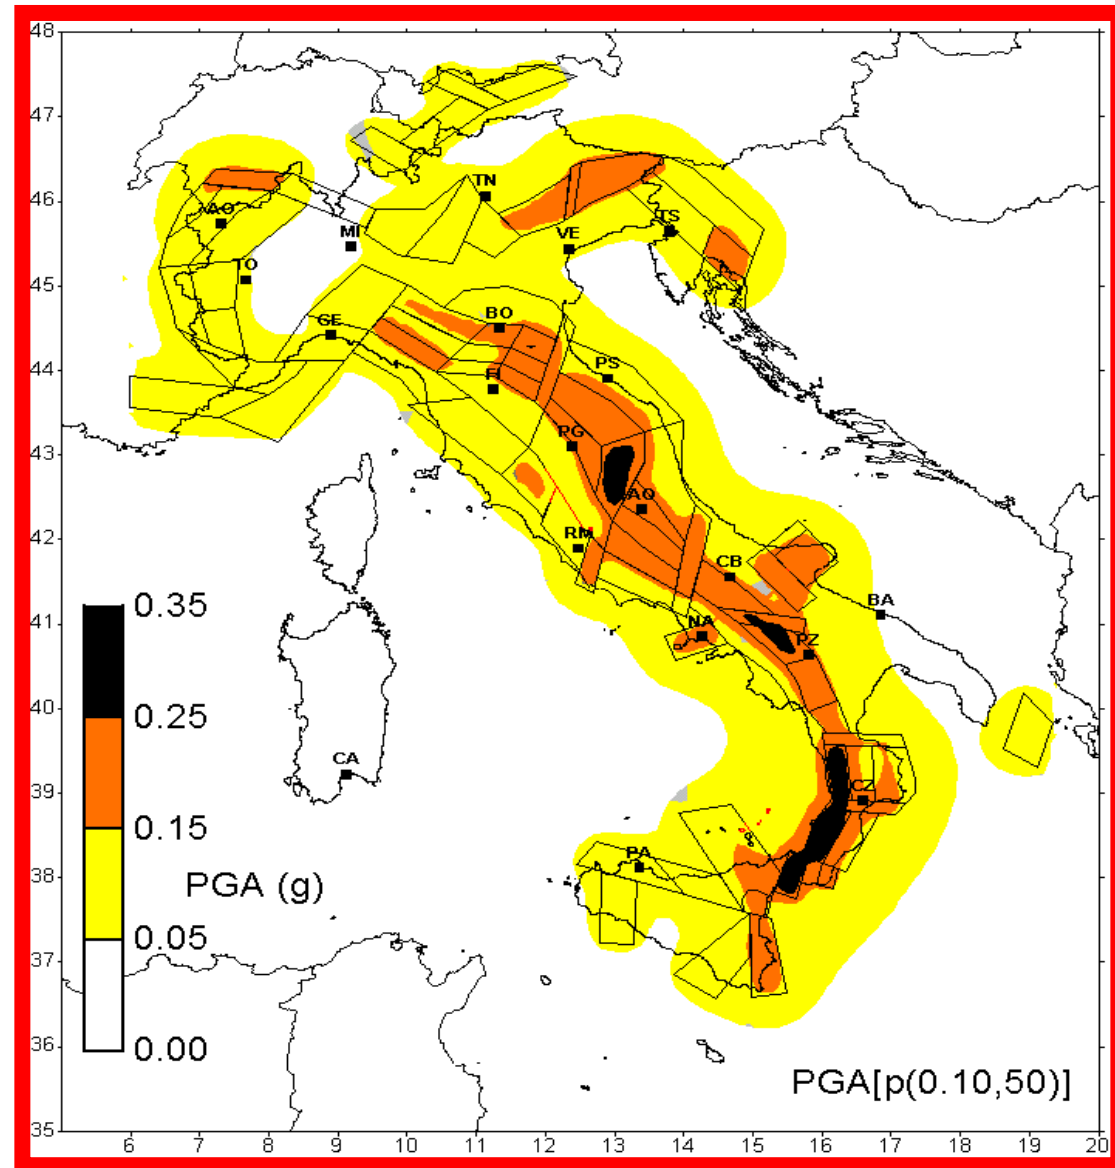 48
47
46
45
44
43
42
41
40
39
38
37
36
35
6 7 8 9 10 11 12 13 14 15 16 17 18 19 20
TN
AO
MI
VE
TS
TO
GE
BO
FI
PS
PG
AQ
RM
CB
BA
NA
PZ
CA
CZ
PA
0.35
0.25
0.15
PGA (g)
0.05
0.00
PGA[p(0.10,50)]